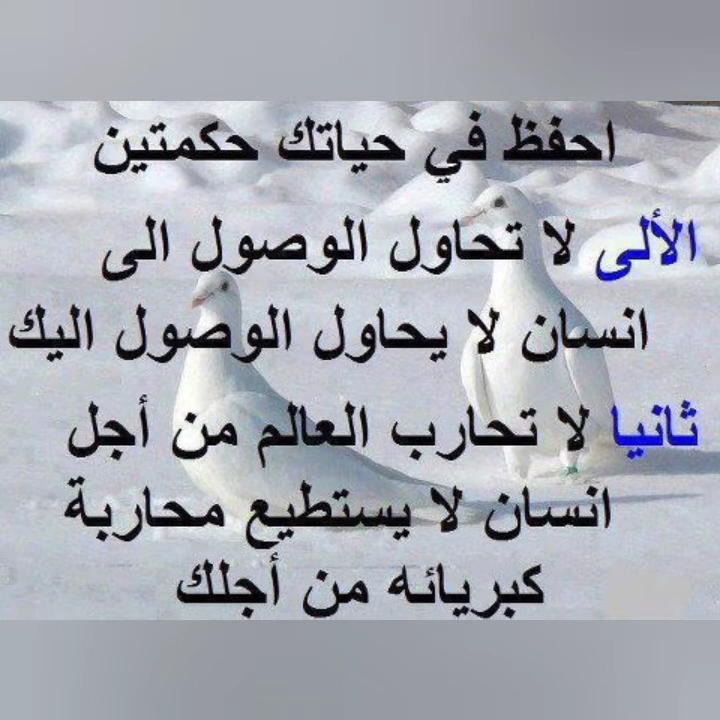 احفظ في حياتك حكمتين
الألى لا تحاول الوصول الى
انسان لا يحاول الوصول اليك
ثانيا لا تحارب العالم من أجل
انسان لا يستطيع محاربة
كبريائه من أجلك